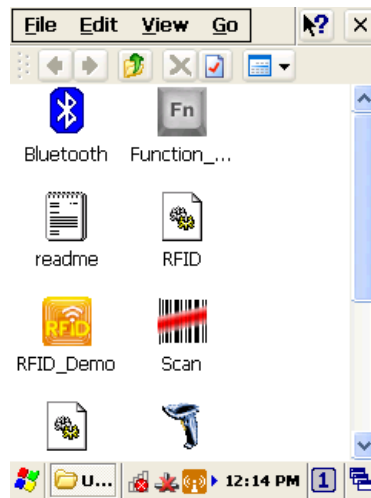 File Edit View Go
?
Bluetooth Function_...
Fn
readme RFID
RFID
RFID_Demo Scan
U... 12:14 PM 1